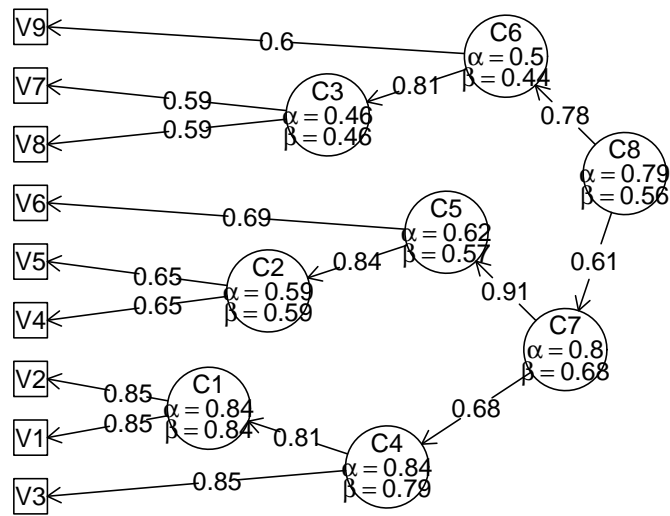 V9
V7
V8
V6
V5
V4
V2
V1
V3
C6
α = 0.5
β = 0.44
C3
α = 0.46
β = 0.46
C8
α = 0.79
β = 0.56
C5
α = 0.62
β = 0.57
C2
α = 0.59
β = 0.59
C7
α = 0.8
β = 0.68
C1
α = 0.84
β = 0.84
C4
α = 0.84
β = 0.79
0.6
0.81
0.59
0.59
0.78
0.69
0.84
0.65
0.65
0.61
0.91
0.85
0.85
0.81
0.68
0.85